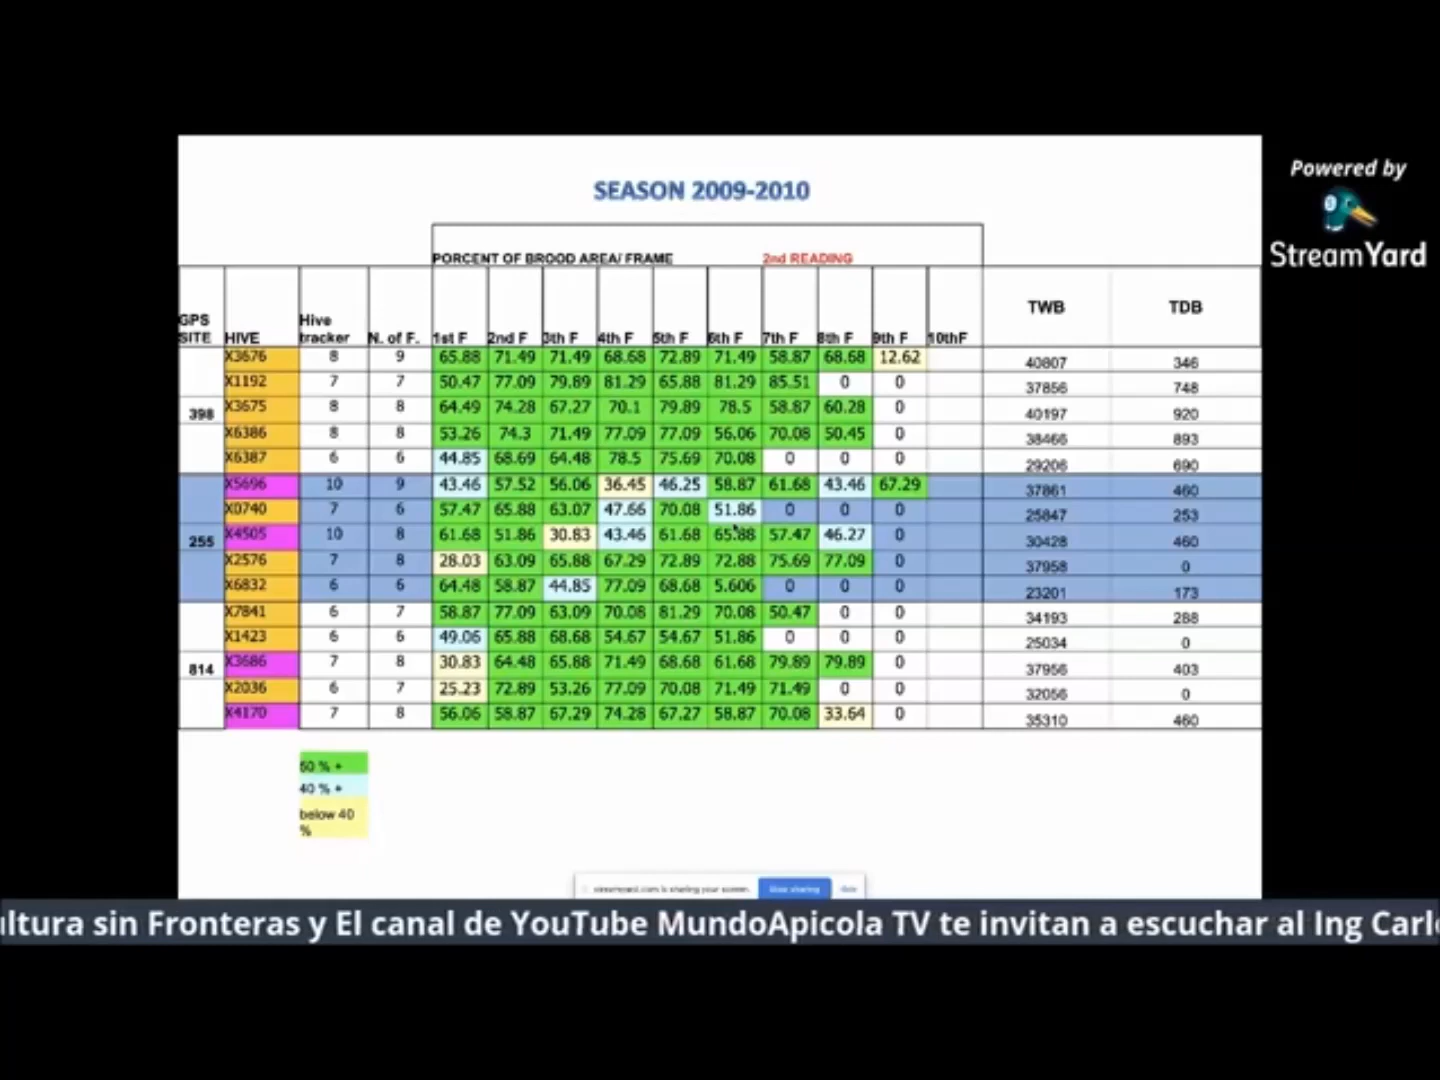 Powered by
StreamYard
SEASON 2009-2010
PORCENT OF BROOD AREA/ FRAME 2nd READING
GPS SITE HIVE Hive tracker N. of F. 1st F 2nd F 3th F 4th F 5th F 6th F 7th F 8th F 9th F 10thF TWB TDB
X3676 8 9 65.88 71.49 71.49 68.68 72.89 71.49 58.87 68.68 12.62 40807 346
X1192 7 7 50.47 77.09 79.89 81.29 65.88 81.29 85.51 0 0 37856 748
398 X3675 8 8 64.49 74.28 67.27 70.1 79.89 78.5 58.87 60.28 0 40197 920
X6386 8 8 53.26 74.3 71.49 77.09 77.09 56.06 70.08 50.45 0 38466 893
X6387 6 6 44.85 68.69 64.48 78.5 75.69 70.08 0 0 0 29206 690
X5696 10 9 43.46 57.52 56.06 36.45 46.25 58.87 61.68 43.46 67.29 37861 460
X0740 7 6 57.47 65.88 63.07 47.66 70.08 51.86 0 0 0 25847 253
255 X4505 10 8 61.68 51.86 30.83 43.46 61.68 65.88 57.47 46.27 0 30428 460
X2576 7 8 28.03 63.09 65.88 67.29 72.89 72.88 75.69 77.09 0 37958 0
X6832 6 6 64.48 58.87 44.85 77.09 68.68 5.606 0 0 0 23201 173
X7841 6 7 58.87 77.09 63.09 70.08 81.29 70.08 50.47 0 0 34193 288
X1423 6 6 49.06 65.88 68.68 54.67 54.67 51.86 0 0 0 25034 0
814 X3686 7 8 30.83 64.48 65.88 71.49 68.68 61.68 79.89 79.89 0 37956 403
X2036 6 7 25.23 72.89 53.26 77.09 70.08 71.49 71.49 0 0 32056 0
X4170 7 8 56.06 58.87 67.29 74.28 67.27 58.87 70.08 33.64 0 35310 460
50 % +
40 % +
below 40
%
streamyard.com is sharing your screen. Stop sharing Hide
ultura sin Fronteras y El canal de YouTube MundoApicola TV te invitan a escuchar al Ing Carl